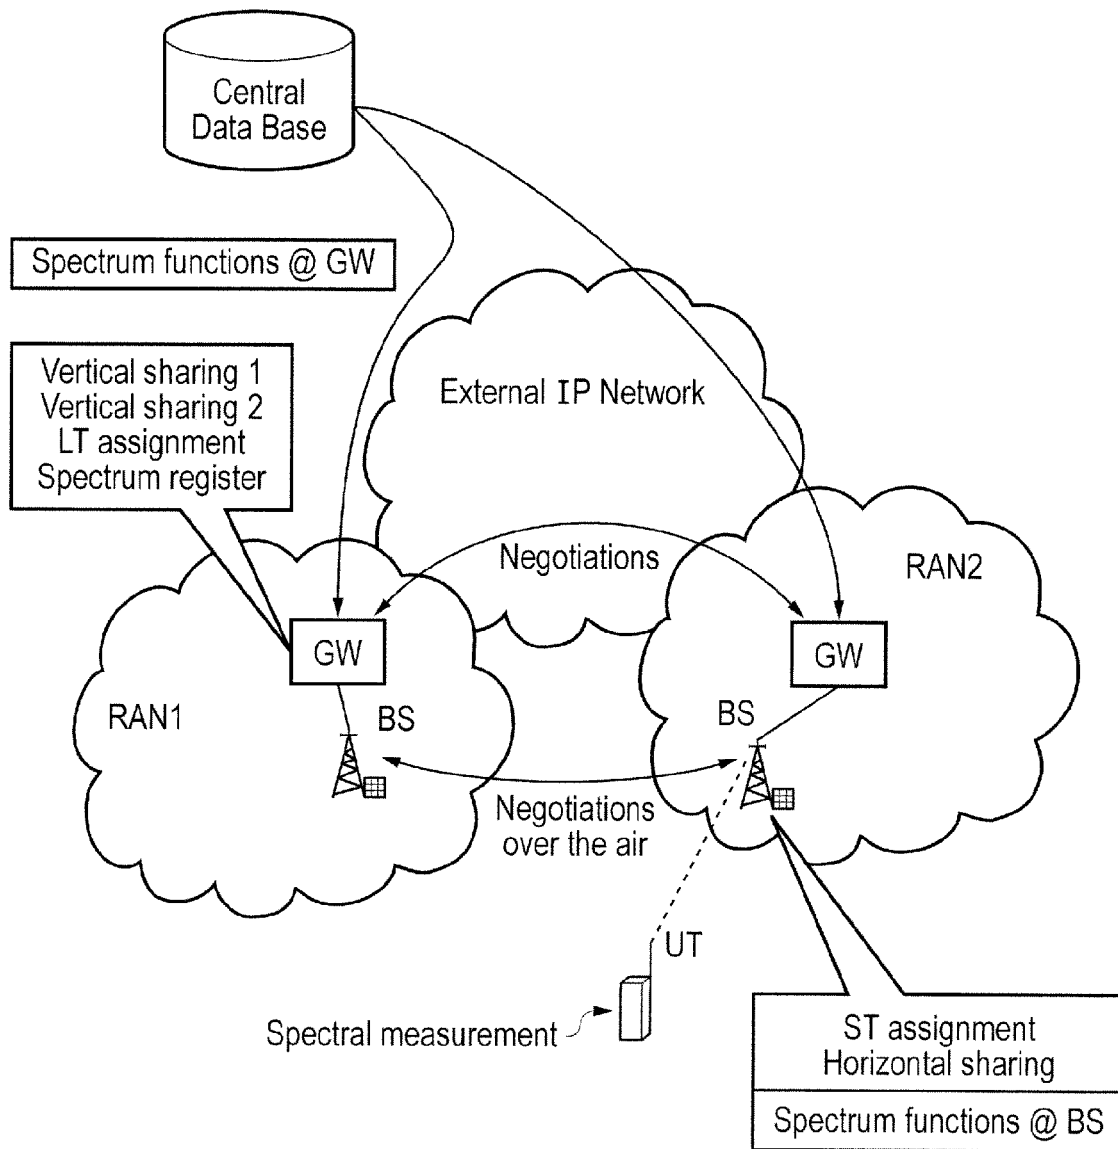 Central
Data Base
Spectrum functions @ GW
Vertical sharing 1
Vertical sharing 2
LT assignment
Spectrum register
External IP Network
Negotiations
RAN2
GW
GW
RAN1
BS
BS
Negotiations
over the air
UT
Spectral measurement
ST assignment
Horizontal sharing
Spectrum functions @ BS